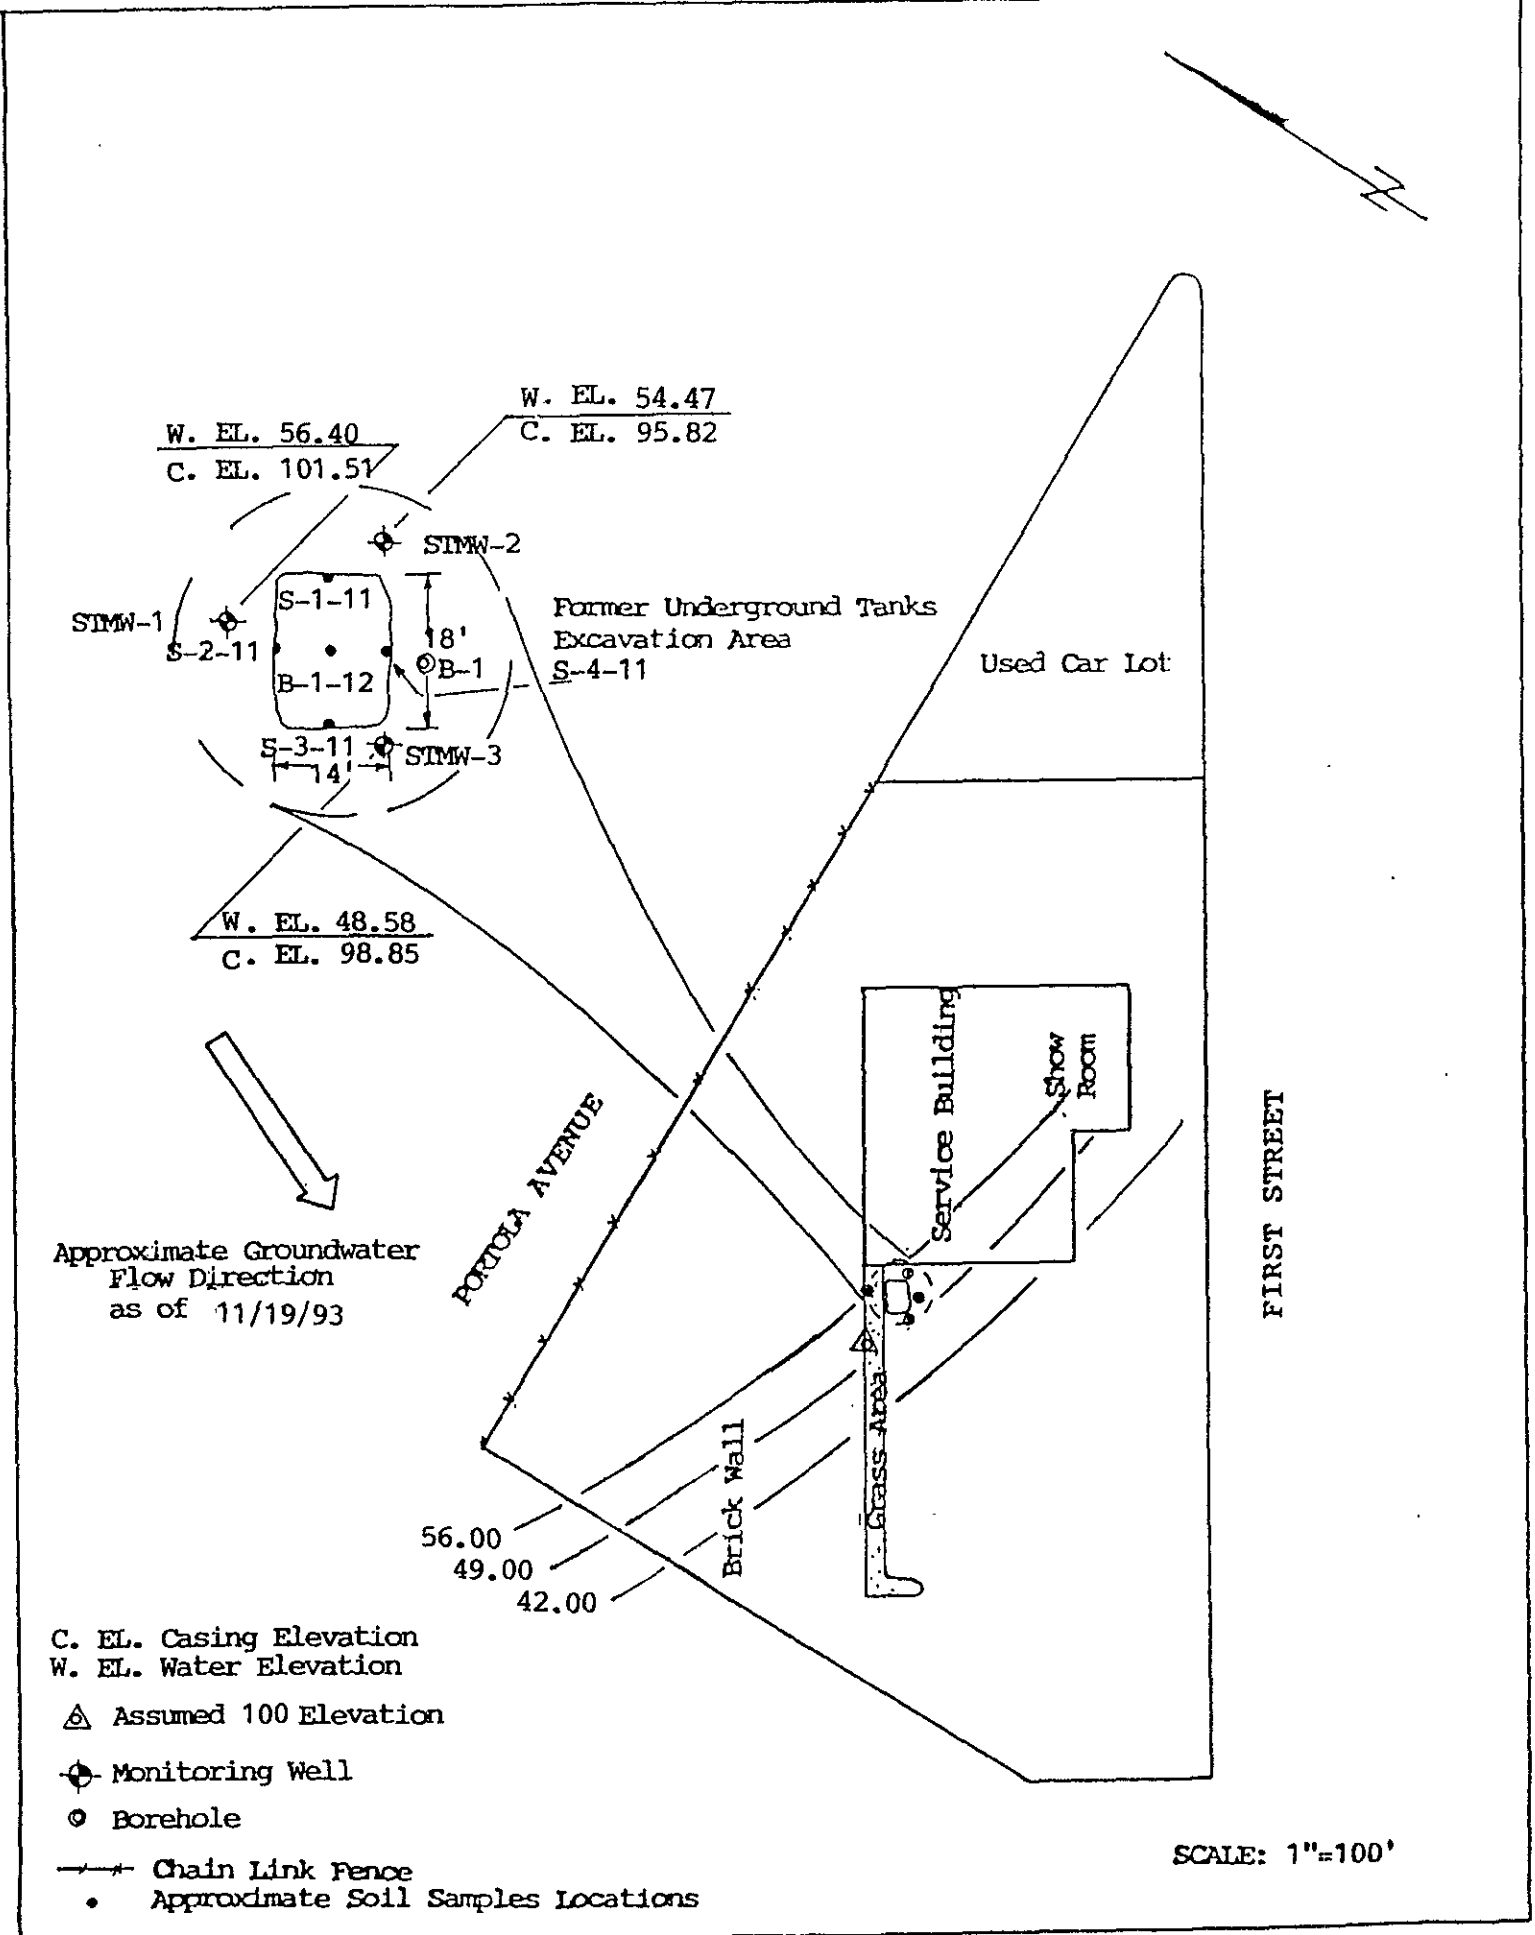 N
W. EL. 54.47
C. EL. 95.82
W. EL. 56.40
C. EL. 101.51
STMW-2
S-1-11
STMW-1
Former Underground Tanks
Excavation Area
S-4-11
18'
S-2-11
B-1
B-1-12
Used Car Lot
S-3-11
STMW-3
14'
W. EL. 48.58
C. EL. 98.85
Service Building
Show
Room
PORTOLA AVENUE
FIRST STREET
Approximate Groundwater
Flow Direction
as of 11/19/93
Grass Area
Brick Wall
56.00
49.00
42.00
C. EL. Casing Elevation
W. EL. Water Elevation
Assumed 100 Elevation
Monitoring Well
Borehole
Chain Link Fence
Approximate Soil Samples Locations
SCALE: 1"=100'